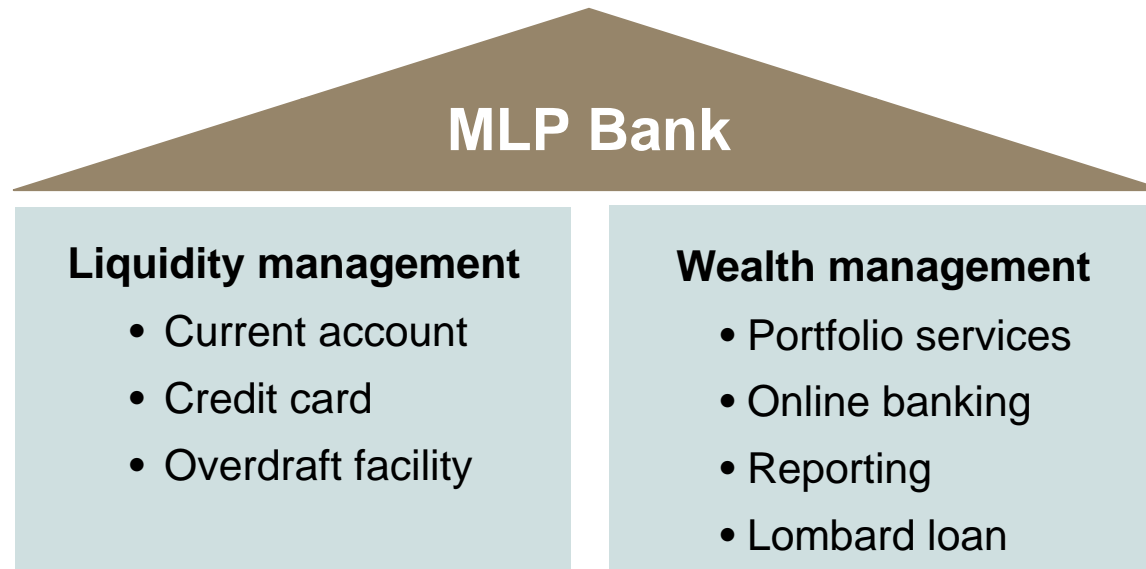 MLP Bank
Liquidity management
• Current account
• Credit card
• Overdraft facility
Wealth management
• Portfolio services
• Online banking
• Reporting
• Lombard loan